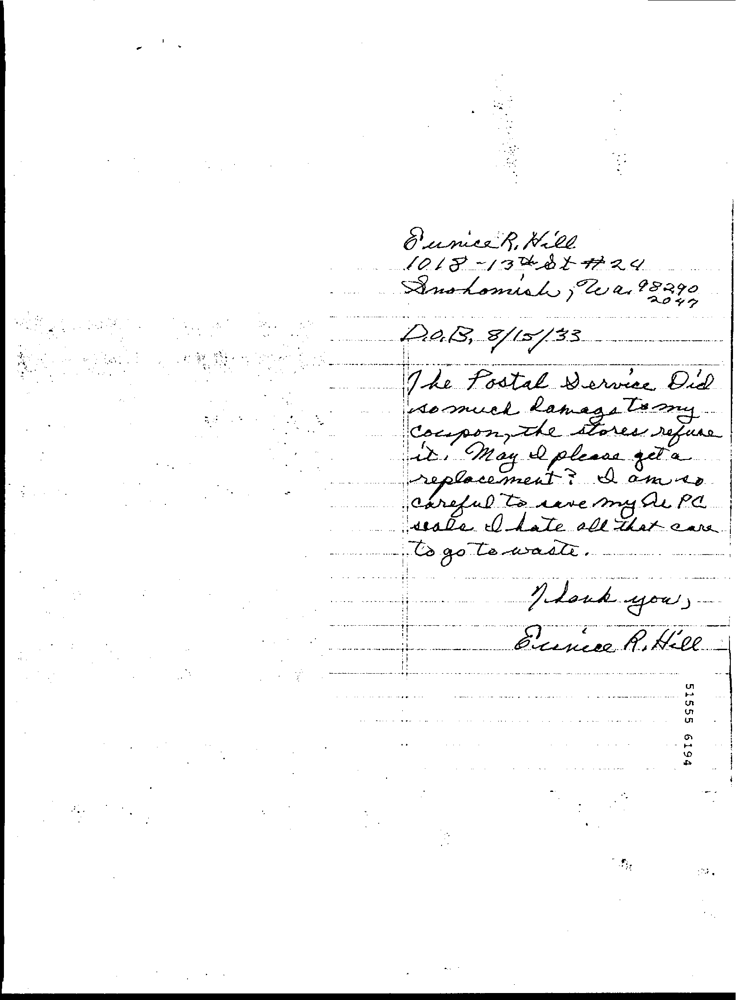 Eunice R. Hill
1018 - 13th St # 24
Snohomish, Wa. 98290
2047
D.O.B, 8/15/33
The Postal Service Did
so much damage to my
coupon, the stores refuse
it. May I please get a
replacement? I am so
careful to save my PC
seals I hate all that care
to go to waste.
Thank you,
Eunice R. Hill
51555 6194